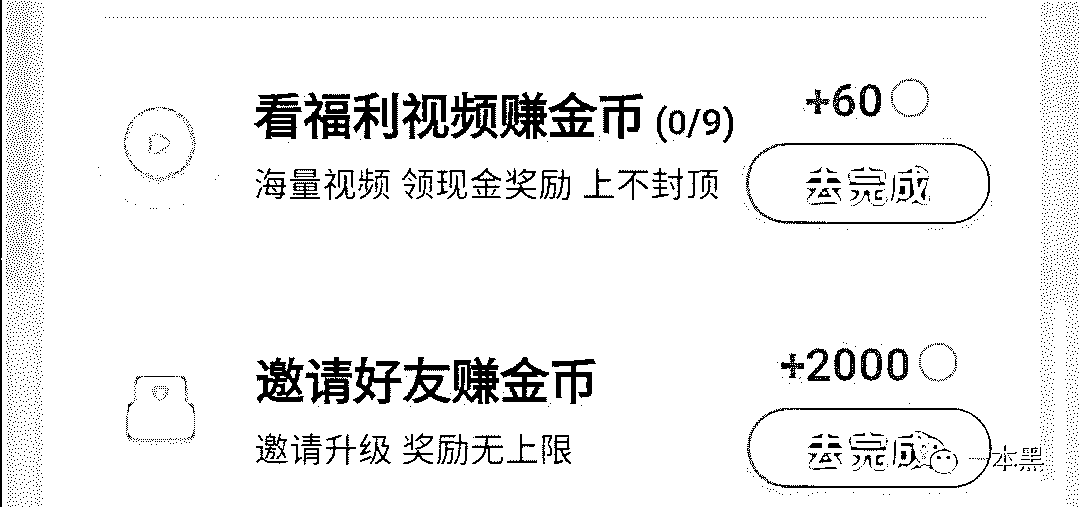 看福利视频赚金币 (0/9)
+60
海量视频 领现金奖励 上不封顶
去完成
邀请好友赚金币
+2000
邀请升级 奖励无上限
去完成
一本黑